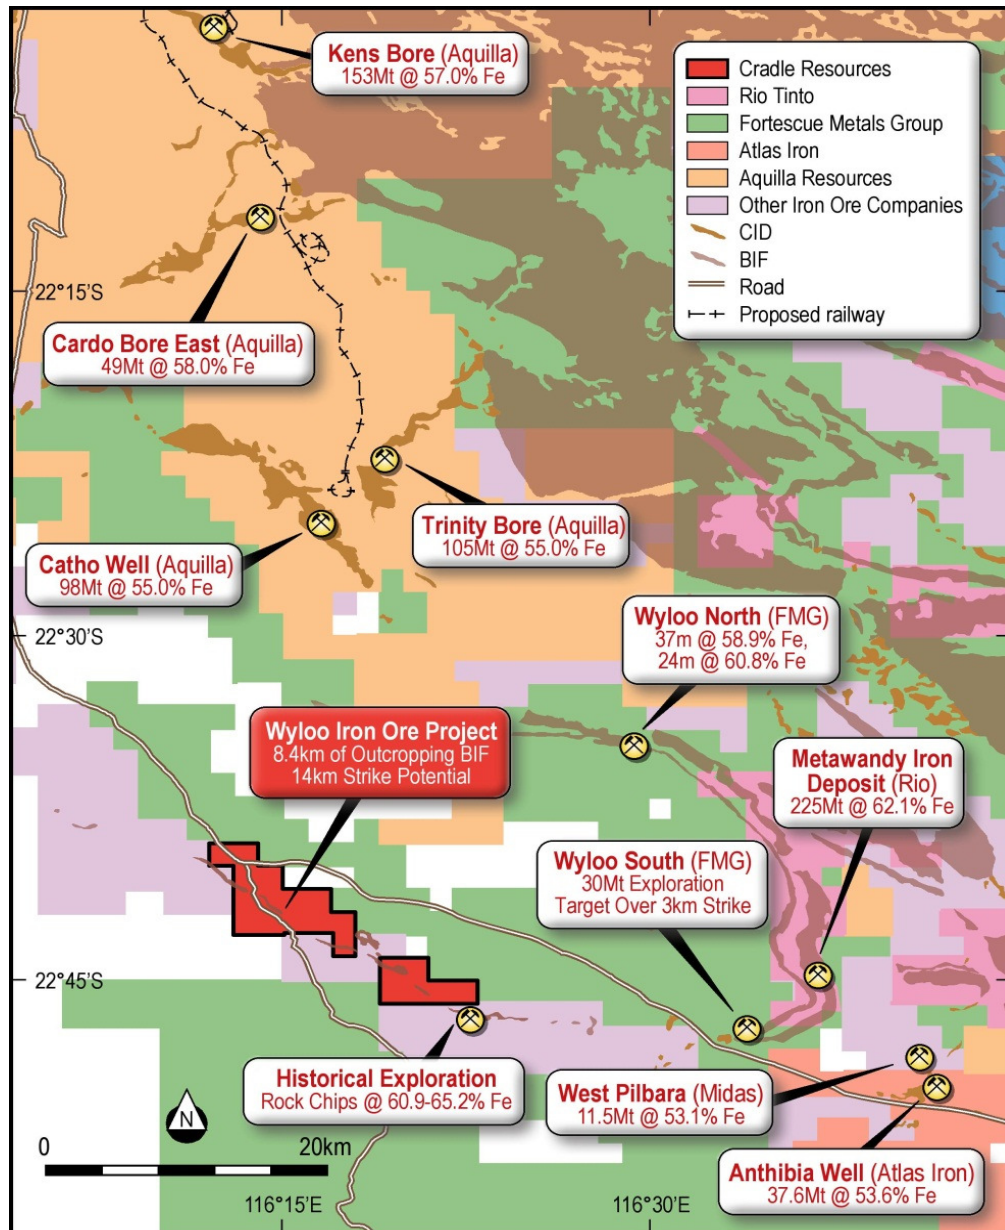 Kens Bore (Aquilla)
153Mt @ 57.0% Fe
Cradle Resources
Rio Tinto
Fortescue Metals Group
Atlas Iron
Aquilla Resources
Other Iron Ore Companies
CID
BIF
Road
Proposed railway
22°15'S
Cardo Bore East (Aquilla)
49Mt @ 58.0% Fe
Trinity Bore (Aquilla)
105Mt @ 55.0% Fe
Catho Well (Aquilla)
98Mt @ 55.0% Fe
22°30'S
Wyloo North (FMG)
37m @ 58.9% Fe,
24m @ 60.8% Fe
Wyloo Iron Ore Project
8.4km of Outcropping BIF
14km Strike Potential
Metawandy Iron
Deposit (Rio)
225Mt @ 62.1% Fe
Wyloo South (FMG)
30Mt Exploration
Target Over 3km Strike
22°45'S
Historical Exploration
Rock Chips @ 60.9-65.2% Fe
West Pilbara (Midas)
11.5Mt @ 53.1% Fe
N
0 20km
Anthibia Well (Atlas Iron)
37.6Mt @ 53.6% Fe
116°15'E
116°30'E